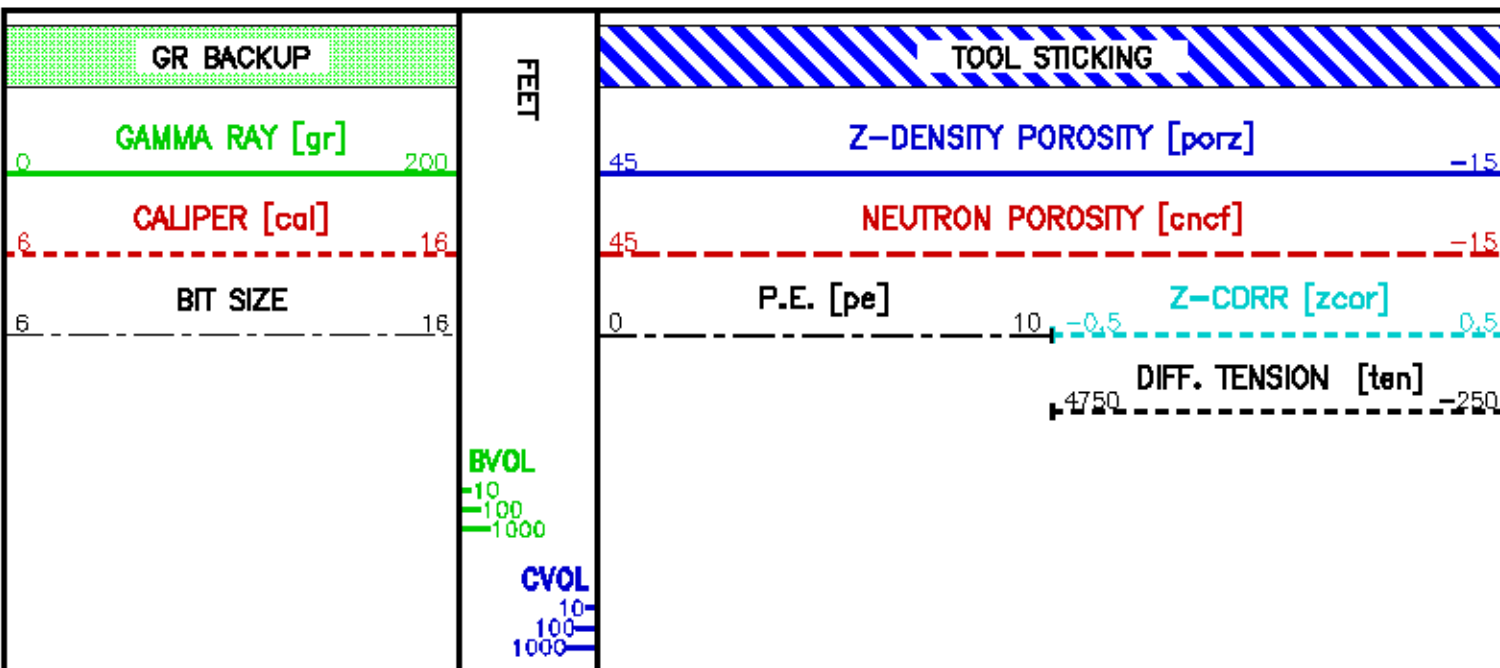 GR BACKUP
FEET
TOOL STICKING
GAMMA RAY [gr]
0 200
Z-DENSITY POROSITY [porz]
45 -15
CALIPER [cal]
6 16
NEUTRON POROSITY [cncf]
45 -15
BIT SIZE
6 16
P.E. [pe]
0 10
Z-CORR [zcor]
-0.5 0.5
DIFF. TENSION [ten]
4750 -250
BVOL
10
100
1000
CVOL
10
100
1000